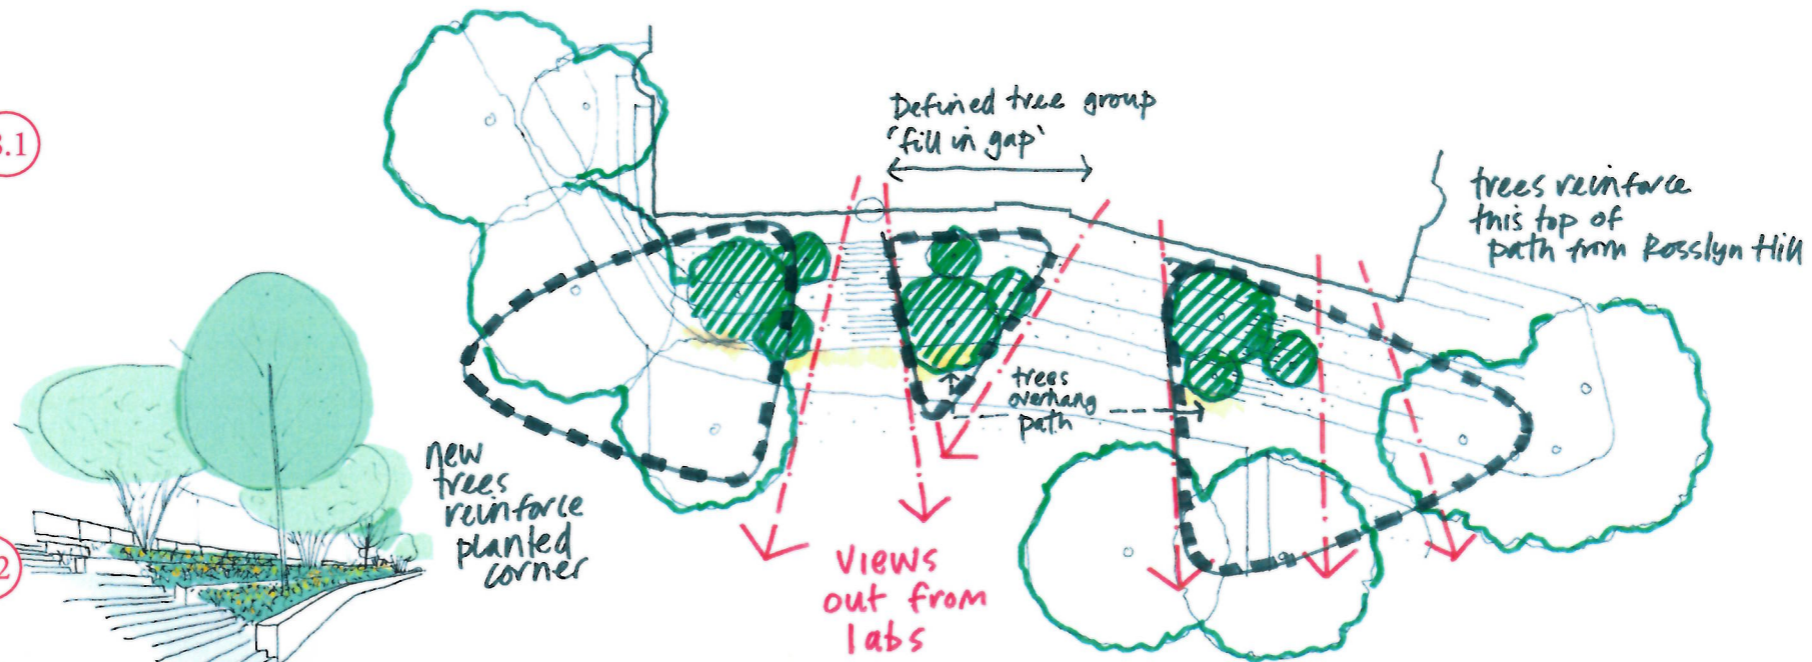 3.1
Defined tree group
'fill in gap'
trees reinforce
this top of
path from Rosslyn Hill
trees
overhang
path
new
trees
reinforce
planted
corner
2
Views
out from
labs